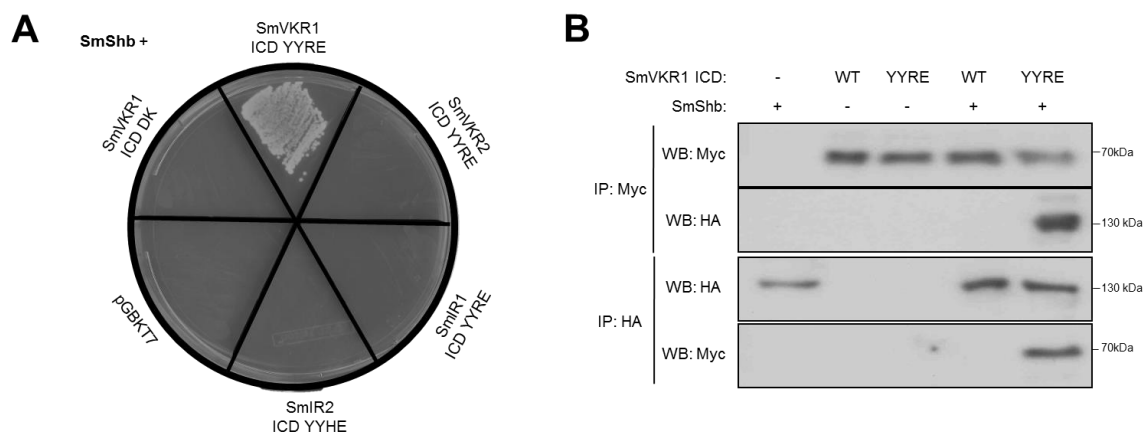 A
SmShb +
SmVKR1
ICD YYRE
SmVKR2
ICD YYRE
SmIR1
ICD YYRE
SmIR2
ICD YYHE
pGBKT7
SmVKR1
ICD DK
B
SmVKR1 ICD: - WT YYRE WT YYRE
SmShb: + - - + +
IP: Myc
WB: Myc
70kDa
WB: HA
130 kDa
IP: HA
WB: HA
130 kDa
WB: Myc
70kDa